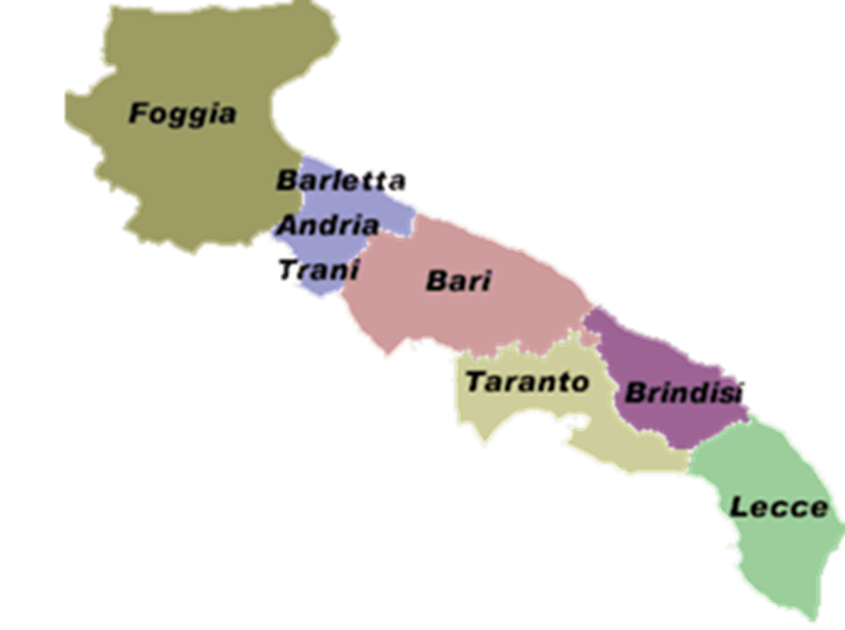 Foggia
Barletta
Andria
Trani
Bari
Taranto
Brindisi
Lecce